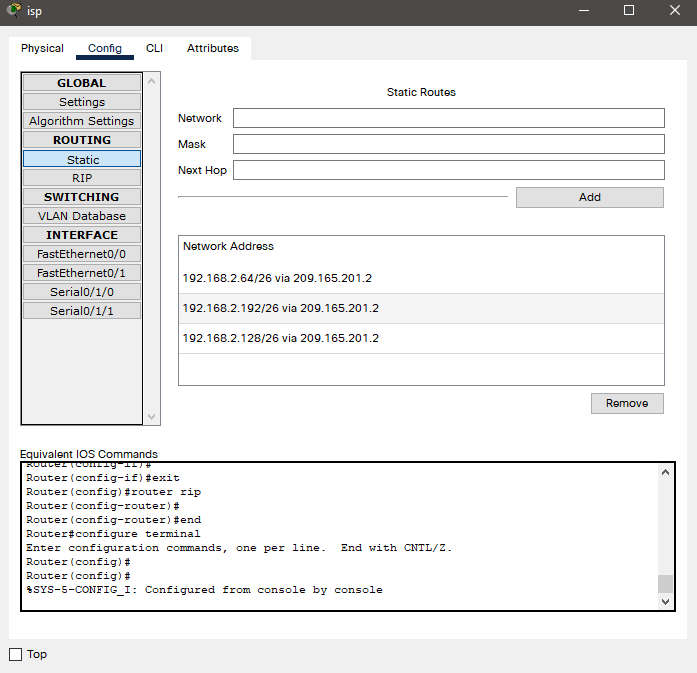 isp
Physical Config CLI Attributes
GLOBAL
Settings
Algorithm Settings
ROUTING
Static
RIP
SWITCHING
VLAN Database
INTERFACE
FastEthernet0/0
FastEthernet0/1
Serial0/1/0
Serial0/1/1
Static Routes
Network
Mask
Next Hop
Add
Network Address
192.168.2.64/26 via 209.165.201.2
192.168.2.192/26 via 209.165.201.2
192.168.2.128/26 via 209.165.201.2
Remove
Equivalent IOS Commands
Router(config-if)#
Router(config-if)#exit
Router(config)#router rip
Router(config-router)#
Router(config-router)#end
Router#configure terminal
Enter configuration commands, one per line.  End with CNTL/Z.
Router(config)#
Router(config)#
%SYS-5-CONFIG_I: Configured from console by console
Top